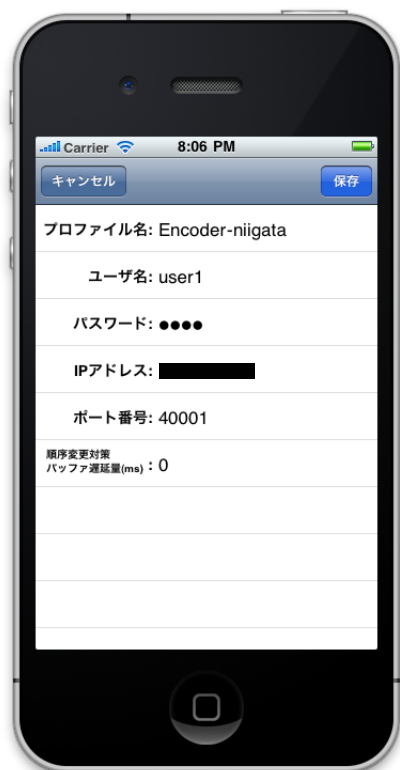 Carrier 8:06 PM
キャンセル 保存
プロファイル名: Encoder-niigata
ユーザ名: user1
パスワード: ●●●●
IPアドレス:
ポート番号: 40001
順序変更対策
バッファ遅延量(ms) : 0